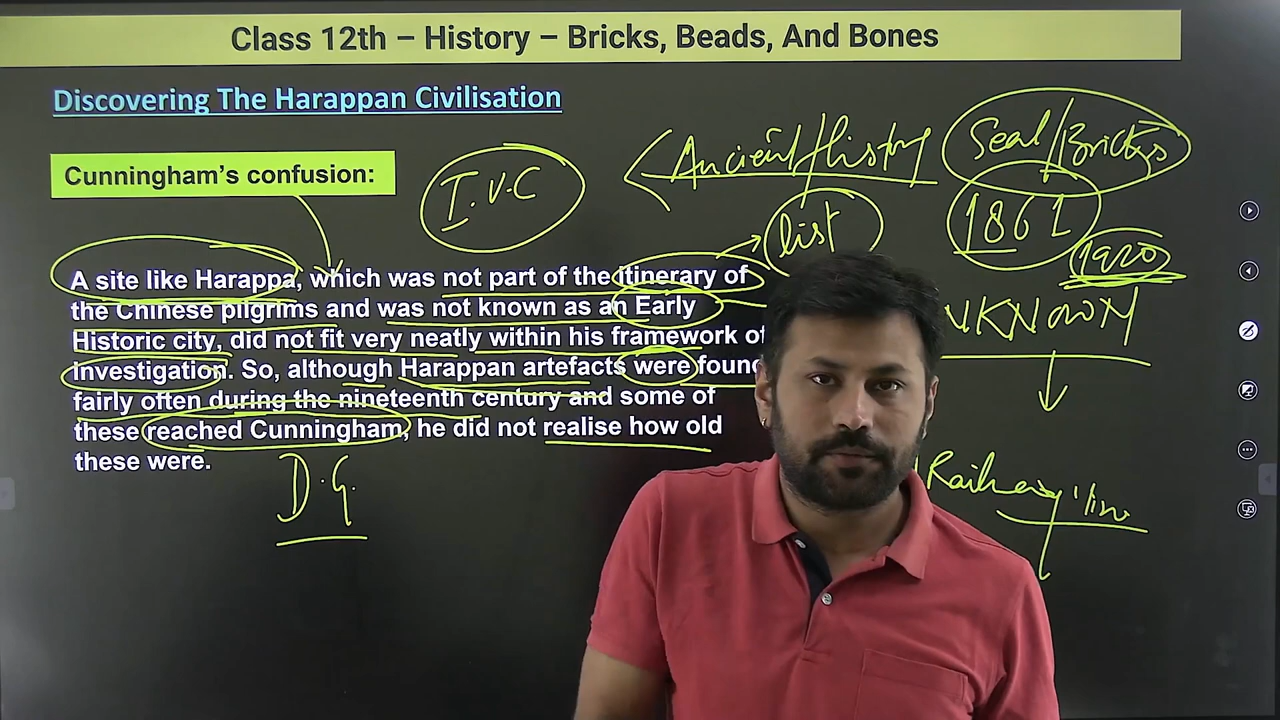 Class 12th – History – Bricks, Beads, And Bones
Discovering The Harappan Civilisation
Cunningham’s confusion:
I.V.C
Ancient History
Seal/Bricks
list
1861
1920
A site like Harappa, which was not part of the itinerary of
the Chinese pilgrims and was not known as an Early
Historic city, did not fit very neatly within his framework of
investigation. So, although Harappan artefacts were foun
fairly often during the nineteenth century and some of
these reached Cunningham, he did not realise how old
these were.
NKNOWN
D.G.
Railway line